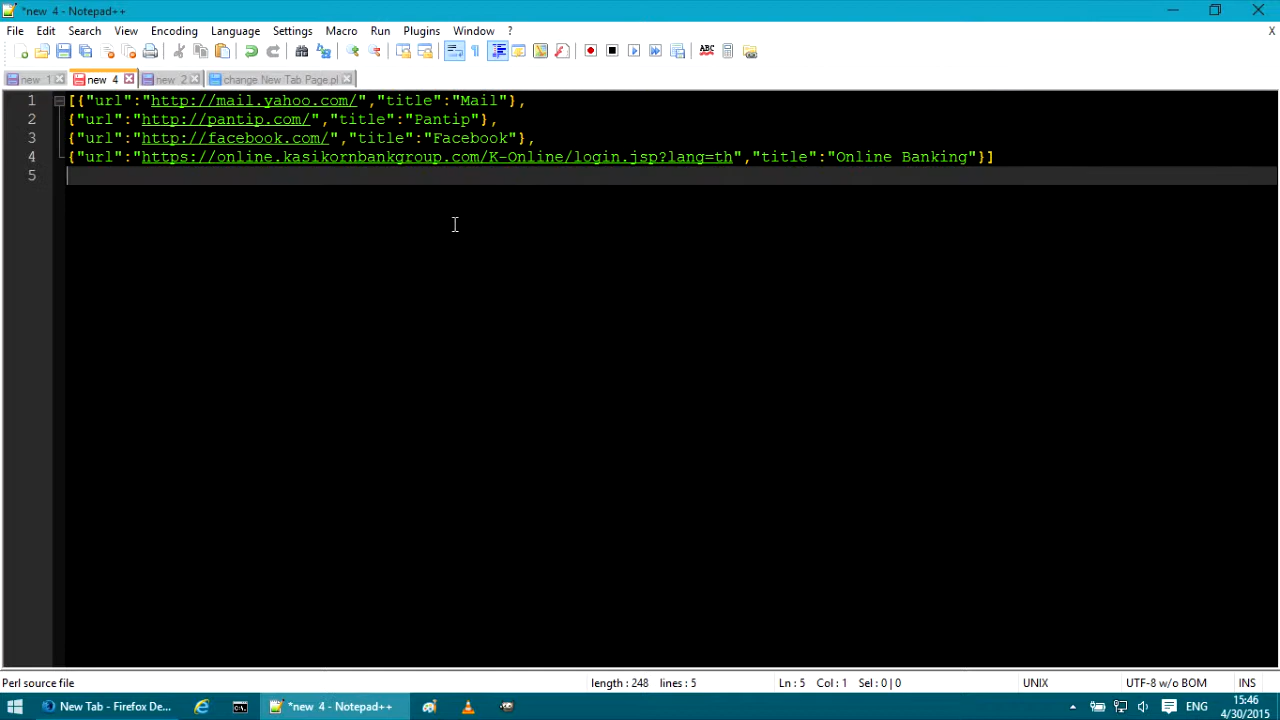 *new 4 - Notepad++
File Edit Search View Encoding Language Settings Macro Run Plugins Window ? X
new 1 new 4 new 2 change New Tab Page.pl
1 [{"url":"http://mail.yahoo.com/","title":"Mail"},
2 {"url":"http://pantip.com/","title":"Pantip"},
3 {"url":"http://facebook.com/","title":"Facebook"},
4 {"url":"https://online.kasikornbankgroup.com/K-Online/login.jsp?lang=th","title":"Online Banking"}]
5
Perl source file length : 248 lines : 5 Ln : 5 Col : 1 Sel : 0 | 0 UNIX UTF-8 w/o BOM INS
New Tab - Firefox De... *new 4 - Notepad++ ENG 15:46
4/30/2015